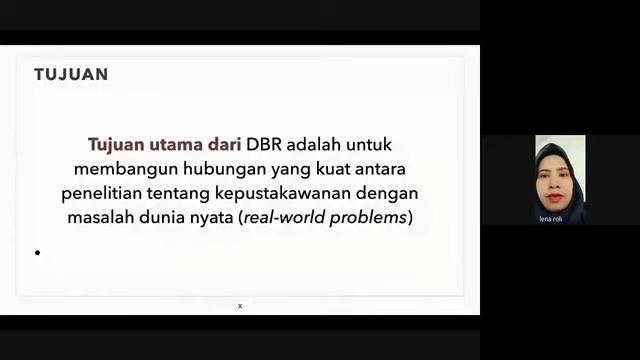 TUJUAN
Tujuan utama dari DBR adalah untuk
membangun hubungan yang kuat antara
penelitian tentang kepustakawanan dengan
masalah dunia nyata (real-world problems)
•
x
lena roli